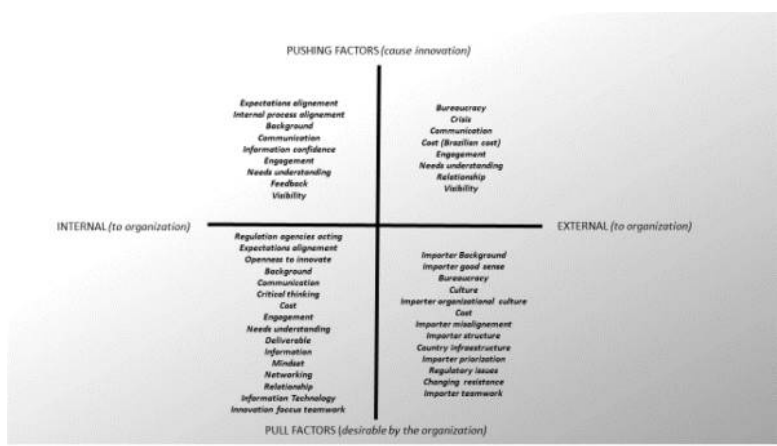 PUSHING FACTORS (cause innovation)
Expectations alignement
Internal process alignement
Background
Communication
Information confidence
Engagement
Needs understanding
Feedback
Visibility
Bureaucracy
Crisis
Communication
Cost (Brazilian cost)
Engagement
Needs understanding
Relationship
Visibility
INTERNAL (to organization)
EXTERNAL (to organization)
Regulation agencies acting
Expectations alignement
Openness to innovate
Background
Communication
Critical thinking
Cost
Engagement
Needs understanding
Deliverable
Information
Mindset
Networking
Relationship
Information Technology
Innovation foccus teamwork
Importer Background
Importer good sense
Bureaucracy
Culture
Importer organizational culture
Cost
Importer misalignement
Importer structure
Country infraestructure
Importer priorization
Regulatory issues
Changing resistance
Importer teamwork
PULL FACTORS (desirable by the organization)